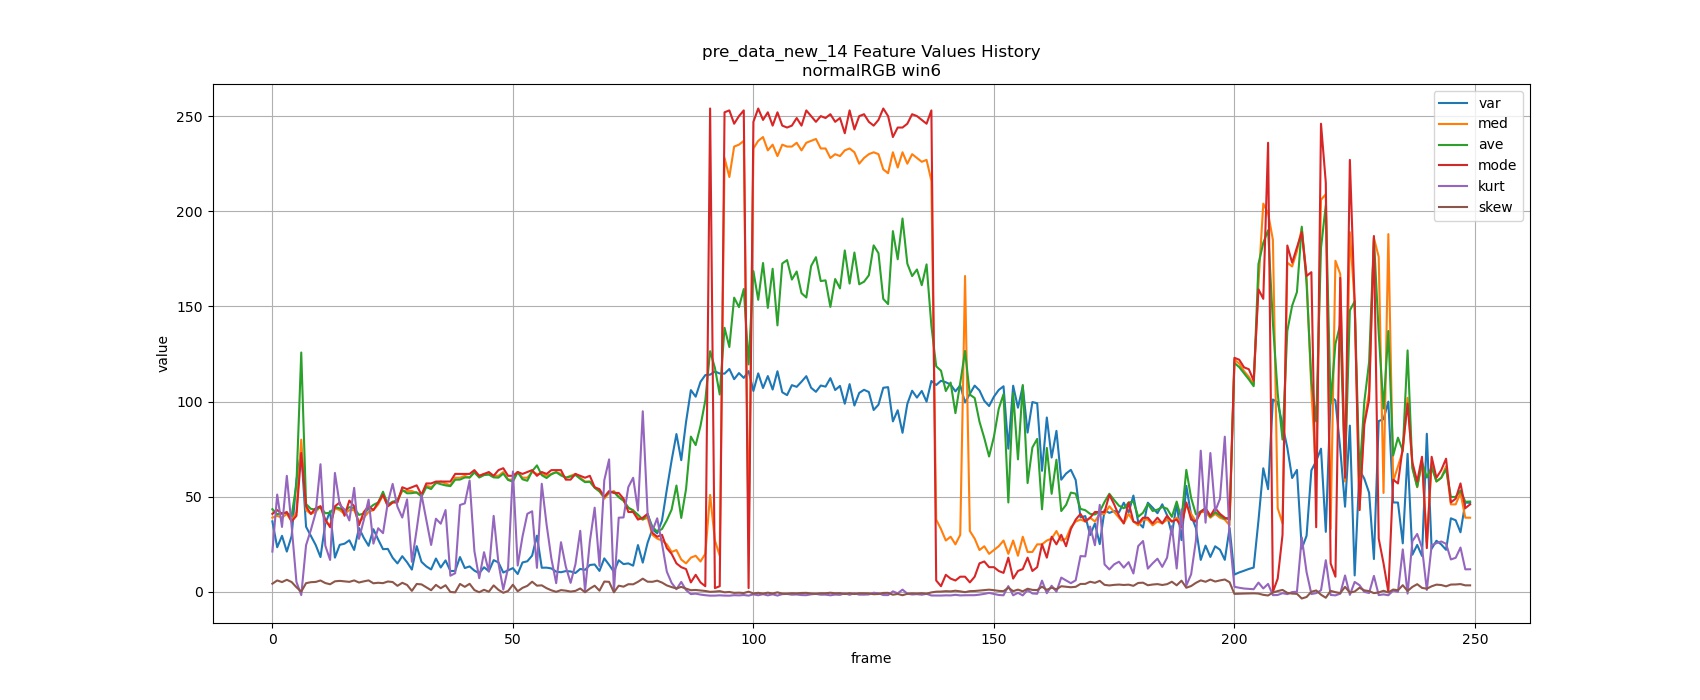 pre_data_new_14 Feature Values History
normalRGB win6
value
250
200
150
100
50
0
0
50
100
150
200
250
frame
var
med
ave
mode
kurt
skew